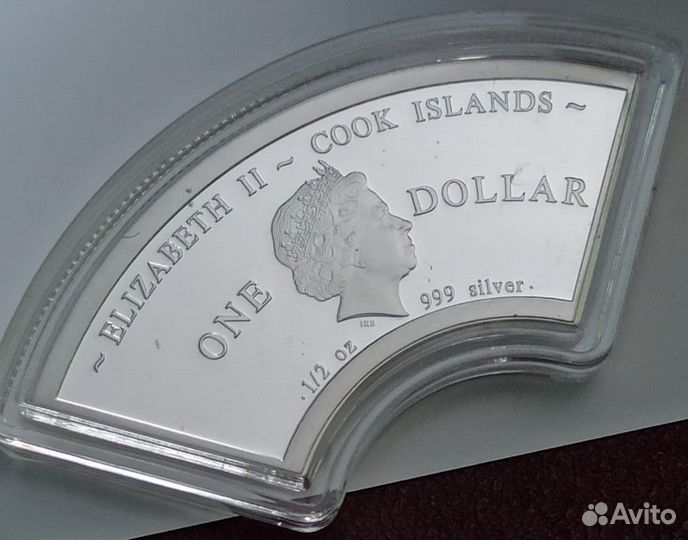 ~ ELIZABETH II ~ COOK ISLANDS ~
ONE DOLLAR
IRB
· 1/2 oz 999 silver ·
Avito